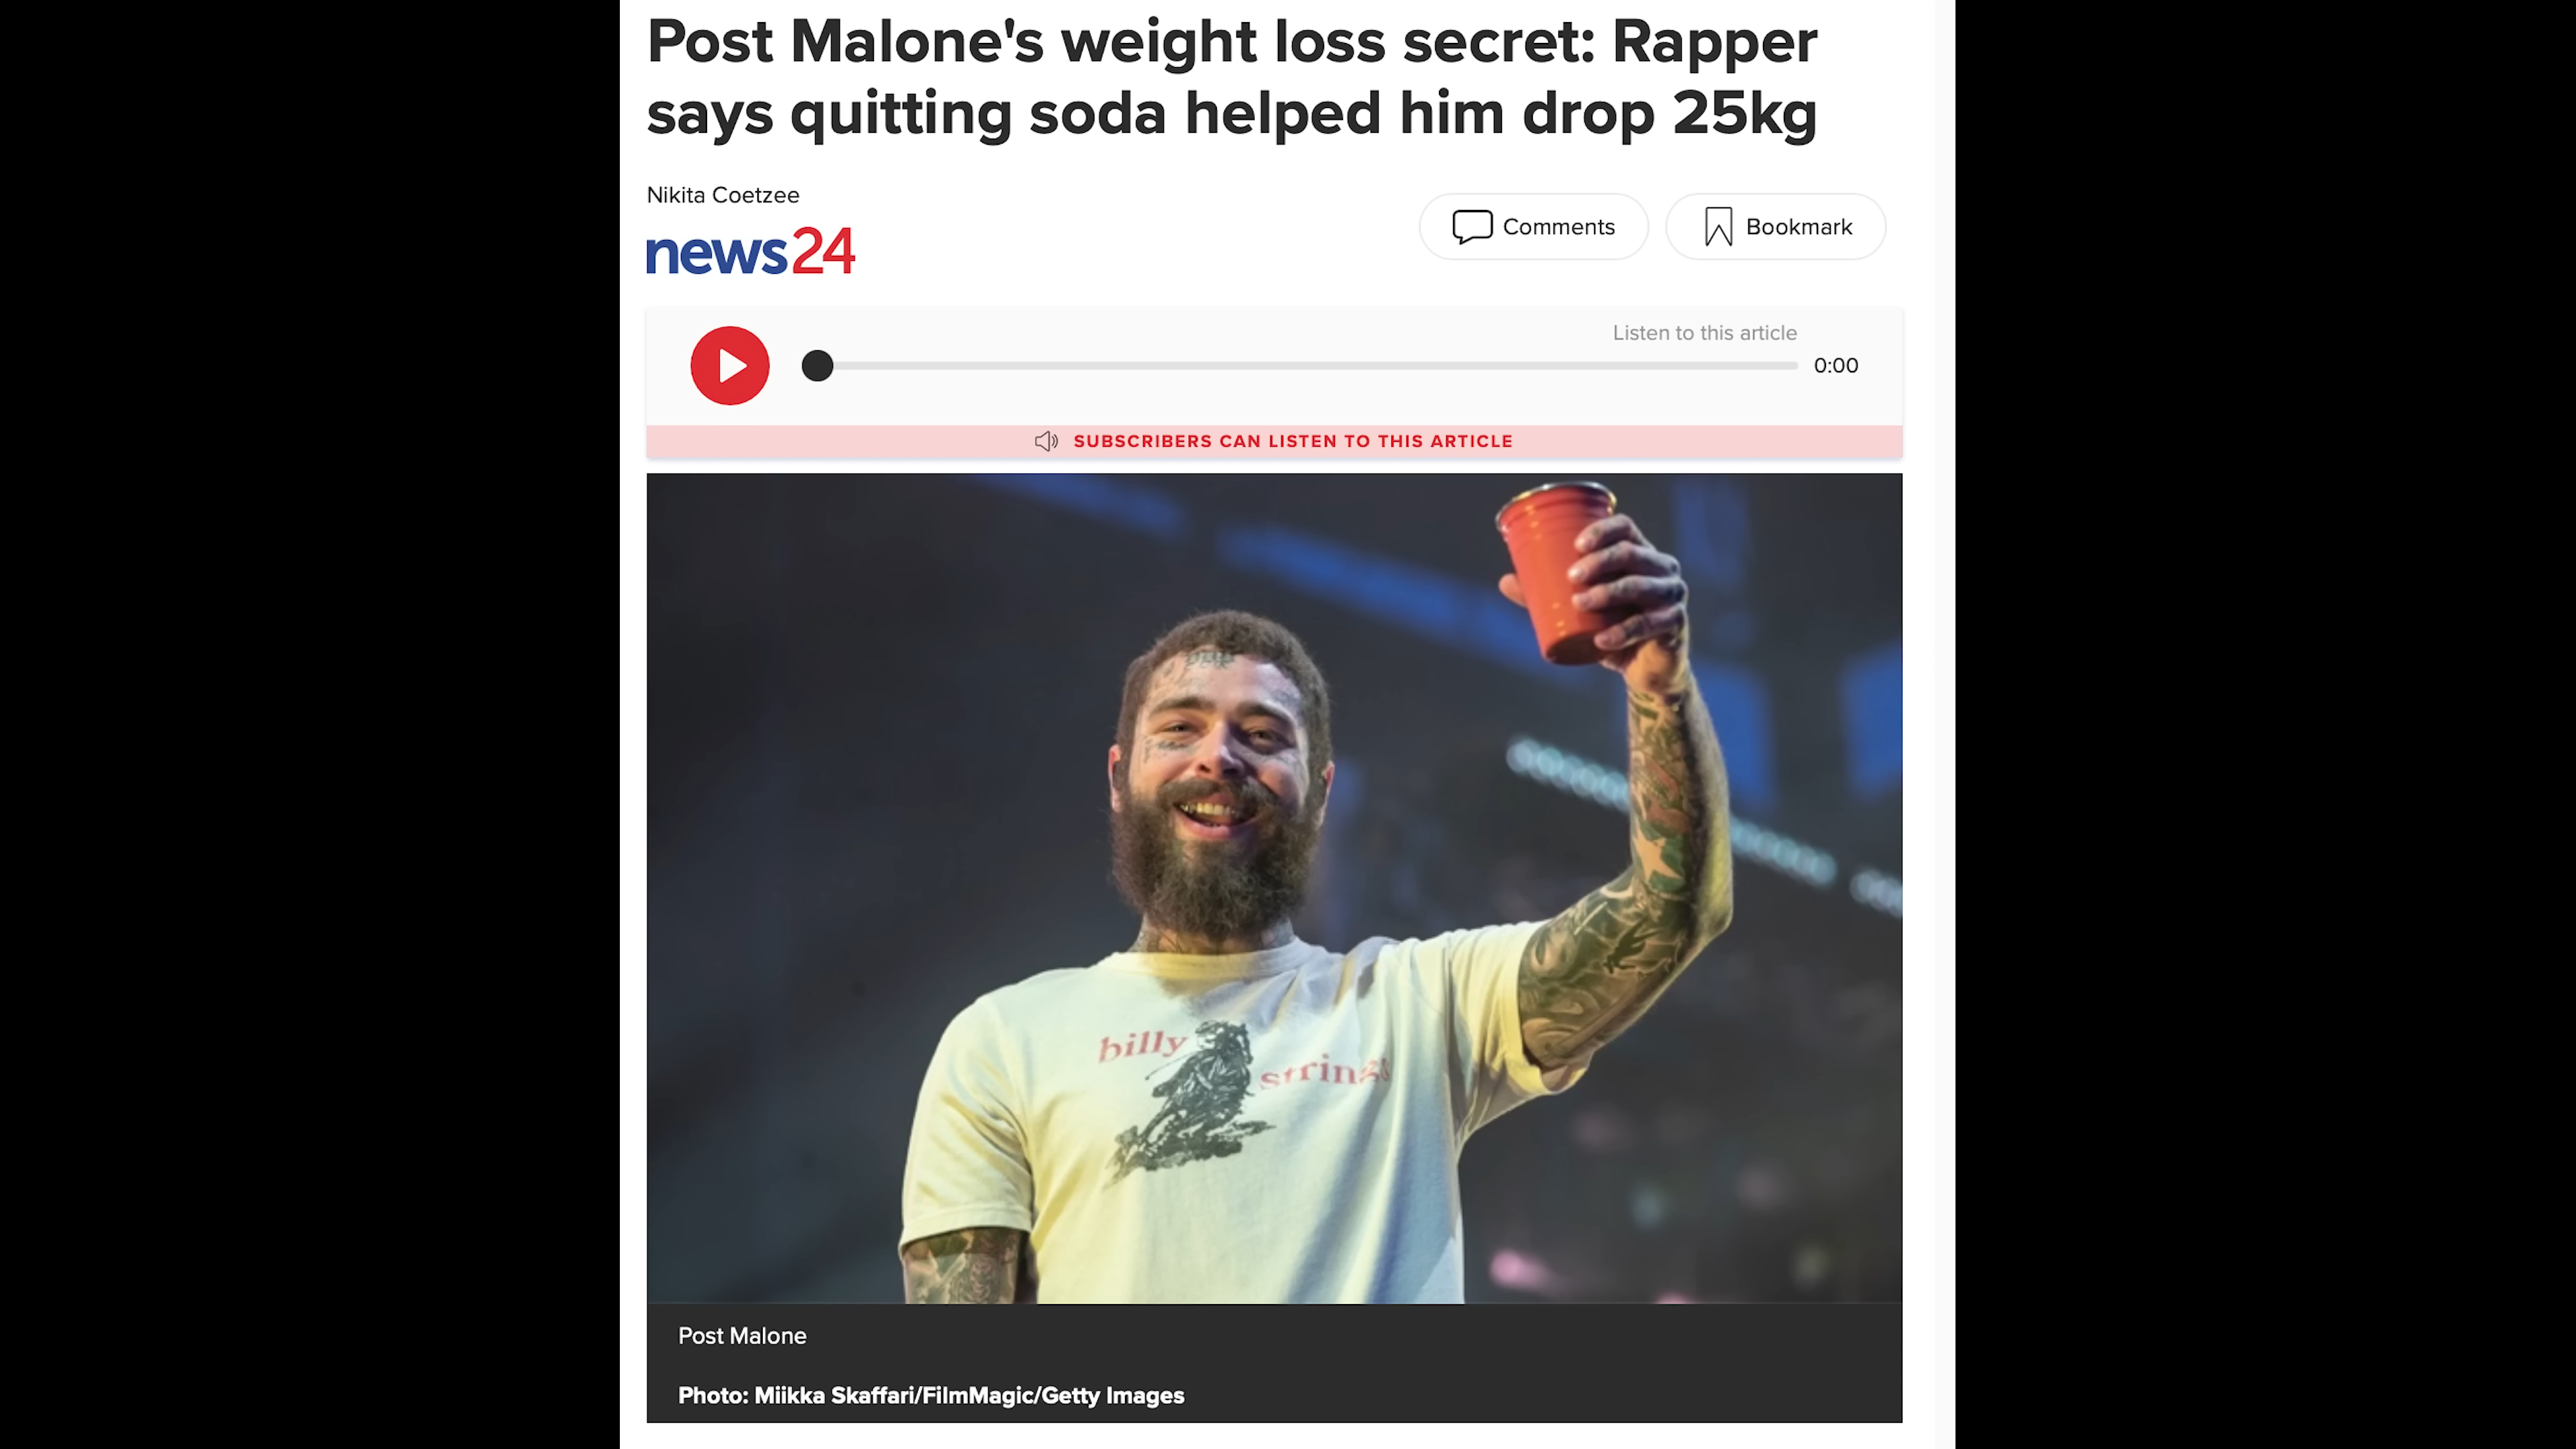 Post Malone's weight loss secret: Rapper
says quitting soda helped him drop 25kg
Nikita Coetzee
news24
Comments
Bookmark
Listen to this article
0:00
SUBSCRIBERS CAN LISTEN TO THIS ARTICLE
billy
strings
Post Malone
Photo: Miikka Skaffari/FilmMagic/Getty Images